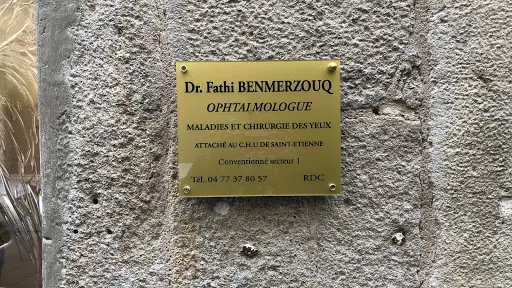 Dr. Fathi BENMERZOUQ
OPHTALMOLOGUE
MALADIES ET CHIRURGIE DES YEUX
ATTACHÉ AU C.H.U DE SAINT-ETIENNE
Conventionné secteur 1
Tél. 04 77 37 80 57 RDC